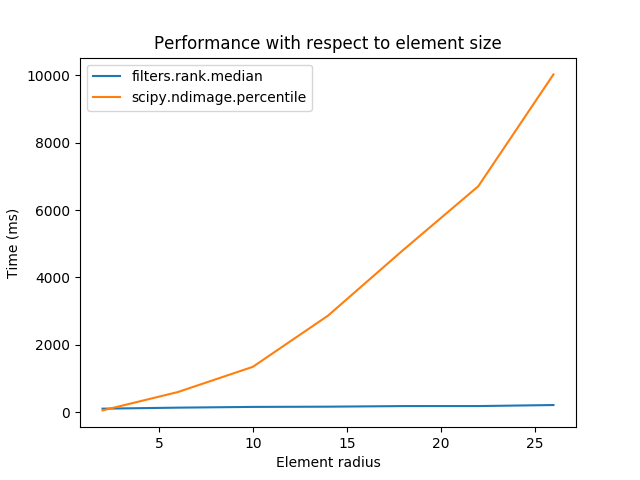 Performance with respect to element size
filters.rank.median
scipy.ndimage.percentile
10000
8000
6000
4000
2000
0
Time (ms)
5 10 15 20 25
Element radius